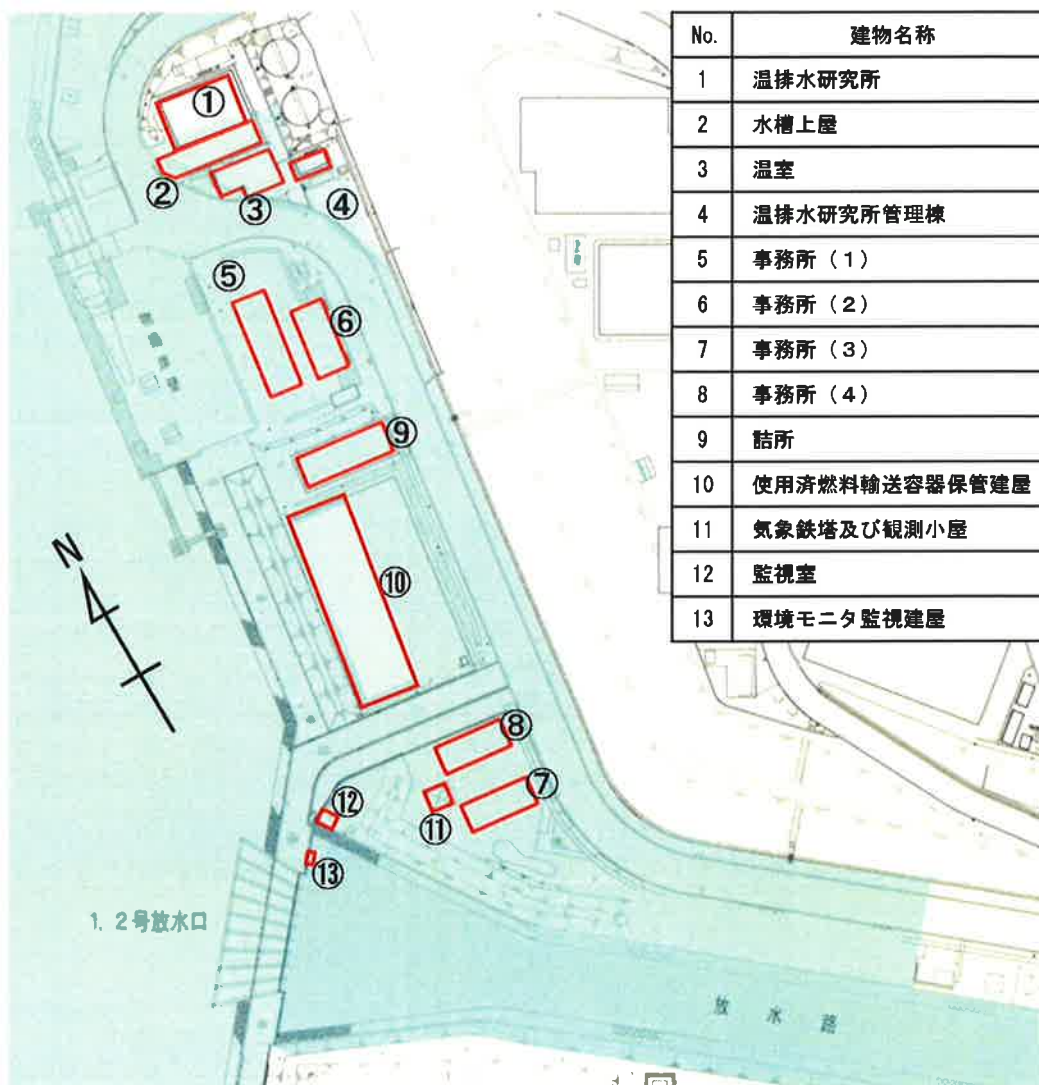 No. 建物名称
1 温排水研究所
2 水槽上屋
3 温室
4 温排水研究所管理棟
5 事務所（１）
6 事務所（２）
7 事務所（３）
8 事務所（４）
9 詰所
10 使用済燃料輸送容器保管建屋
11 気象鉄塔及び観測小屋
12 監視室
13 環境モニタ監視建屋
①
②
③
④
⑤
⑥
⑨
⑩
N
⑧
⑦
⑫
⑪
⑬
1, 2号放水口
放水路